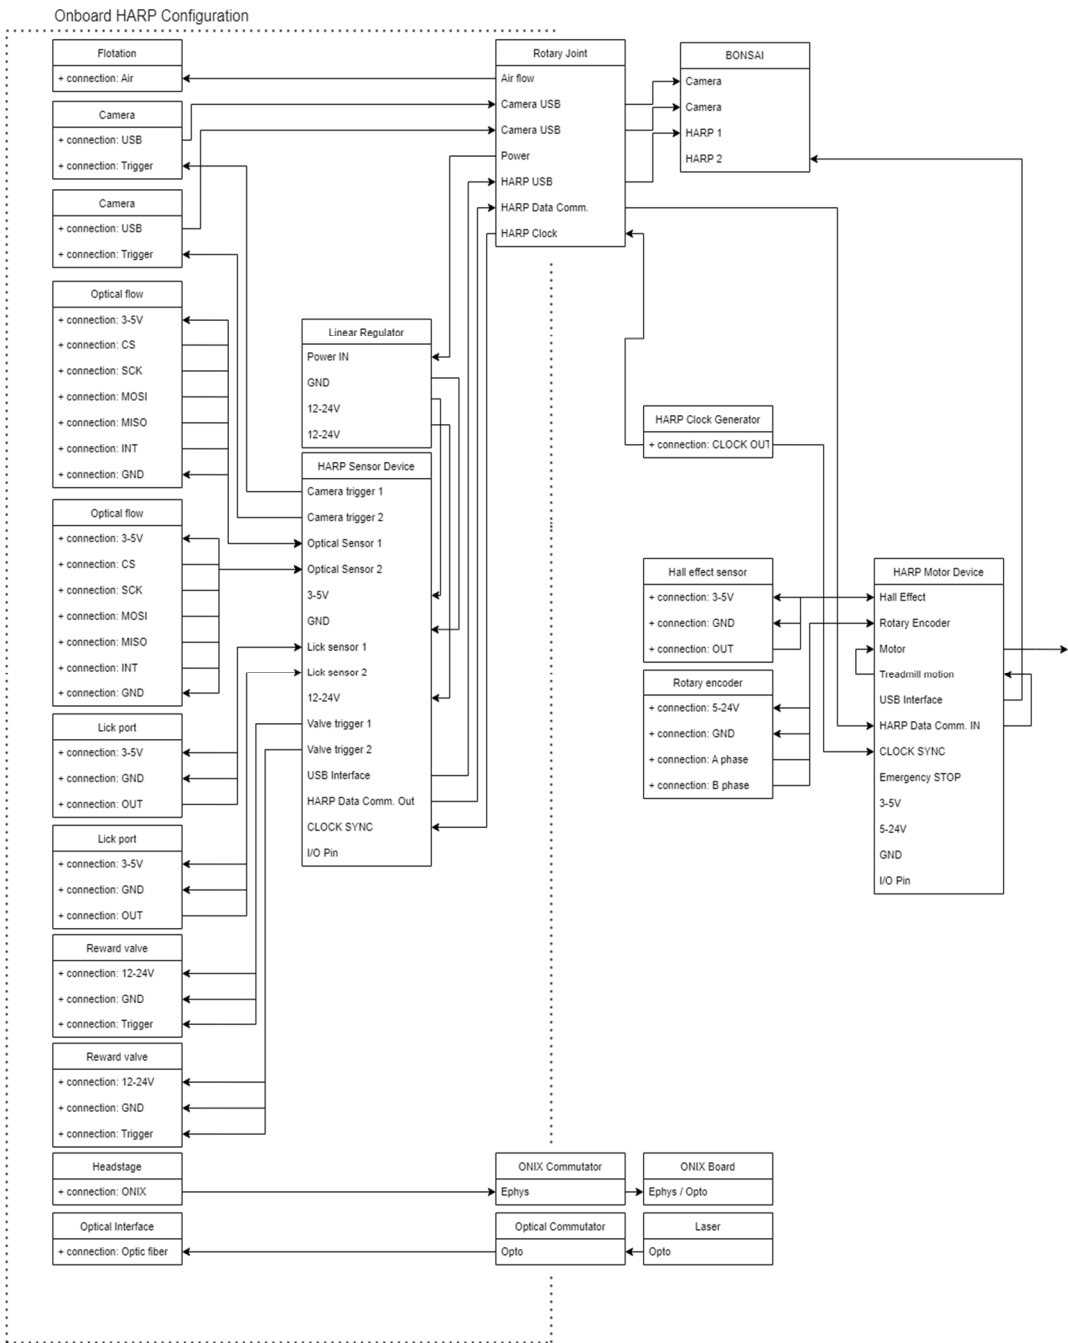 Onboard HARP Configuration
Flotation
+ connection: Air
Camera
+ connection: USB
+ connection: Trigger
Camera
+ connection: USB
+ connection: Trigger
Optical flow
+ connection: 3-5V
+ connection: CS
+ connection: SCK
+ connection: MOSI
+ connection: MISO
+ connection: INT
+ connection: GND
Optical flow
+ connection: 3-5V
+ connection: CS
+ connection: SCK
+ connection: MOSI
+ connection: MISO
+ connection: INT
+ connection: GND
Lick port
+ connection: 3-5V
+ connection: GND
+ connection: OUT
Lick port
+ connection: 3-5V
+ connection: GND
+ connection: OUT
Reward valve
+ connection: 12-24V
+ connection: GND
+ connection: Trigger
Reward valve
+ connection: 12-24V
+ connection: GND
+ connection: Trigger
Headstage
+ connection: ONIX
Optical Interface
+ connection: Optic fiber
Linear Regulator
Power IN
GND
12-24V
12-24V
HARP Sensor Device
Camera trigger 1
Camera trigger 2
Optical Sensor 1
Optical Sensor 2
3-5V
GND
Lick sensor 1
Lick sensor 2
12-24V
Valve trigger 1
Valve trigger 2
USB Interface
HARP Data Comm. Out
CLOCK SYNC
I/O Pin
Rotary Joint
Air flow
Camera USB
Camera USB
Power
HARP USB
HARP Data Comm.
HARP Clock
BONSAI
Camera
Camera
HARP 1
HARP 2
HARP Clock Generator
+ connection: CLOCK OUT
Hall effect sensor
+ connection: 3-5V
+ connection: GND
+ connection: OUT
Rotary encoder
+ connection: 5-24V
+ connection: GND
+ connection: A phase
+ connection: B phase
HARP Motor Device
Hall Effect
Rotary Encoder
Motor
Treadmill motion
USB Interface
HARP Data Comm. IN
CLOCK SYNC
Emergency STOP
3-5V
5-24V
GND
I/O Pin
ONIX Commutator
Ephys
ONIX Board
Ephys / Opto
Optical Commutator
Opto
Laser
Opto